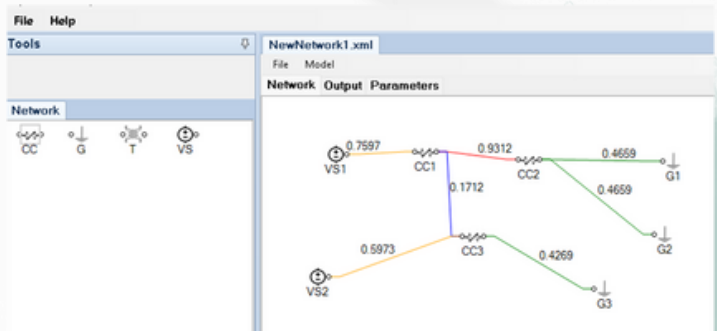 File Help
Tools
NewNetwork1.xml
File Model
Network Output Parameters
Network
CC G T VS
VS1 0.7597 CC1 0.9312 CC2 0.4659 G1
0.1712 0.4659
G2
0.5973 CC3 0.4269
VS2
G3